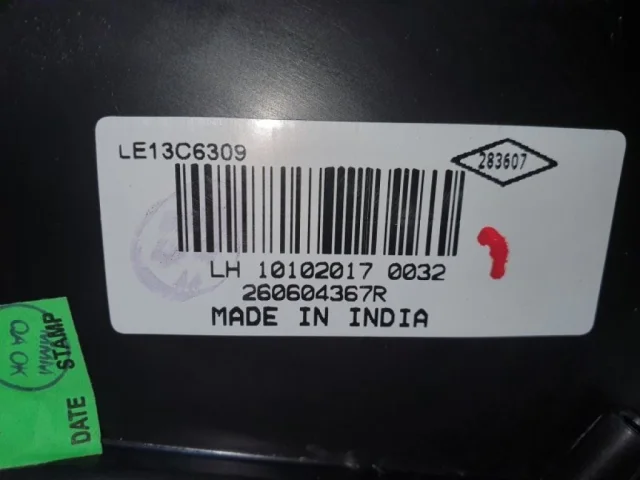 LE13C6309
283607
LH 10102017 0032
260604367R
MADE IN INDIA
QA OK
DATE STAMP